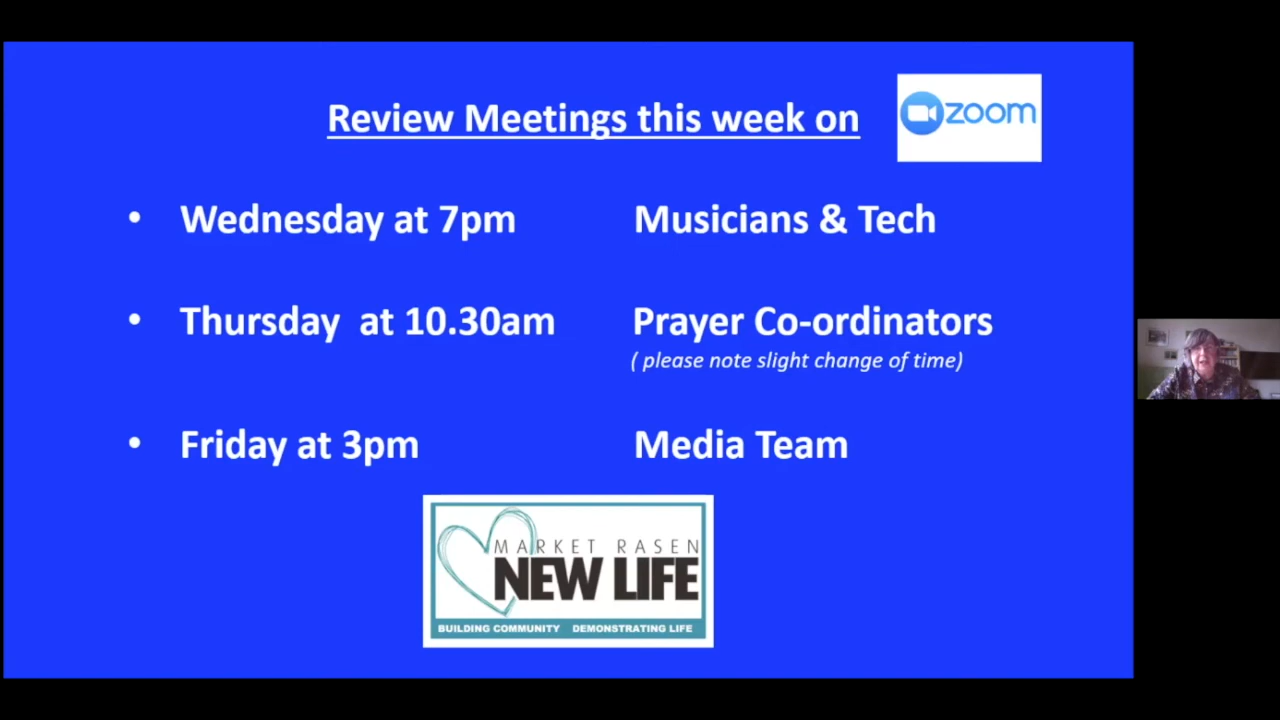 Review Meetings this week on
zoom
• Wednesday at 7pm Musicians & Tech
• Thursday at 10.30am Prayer Co-ordinators
( please note slight change of time)
• Friday at 3pm Media Team
MARKET RASEN
NEW LIFE
BUILDING COMMUNITY DEMONSTRATING LIFE